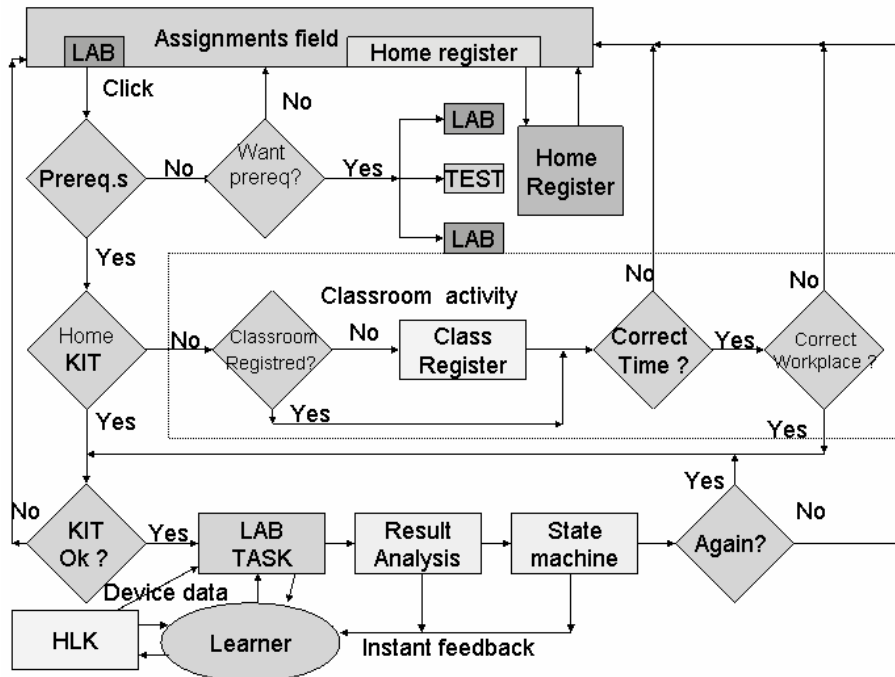 Assignments field
LAB
Home register
Click
No
LAB
Prereq.s
No
Want
prereq?
Yes
TEST
Home
Register
LAB
Yes
No
No
Classroom activity
Home
KIT
No
Classroom
Registred?
No
Class
Register
Correct
Time ?
Yes
Correct
Workplace ?
Yes
Yes
Yes
Yes
No
KIT
Ok ?
Yes
LAB
TASK
Result
Analysis
State
machine
Again?
No
Device data
HLK
Learner
Instant feedback